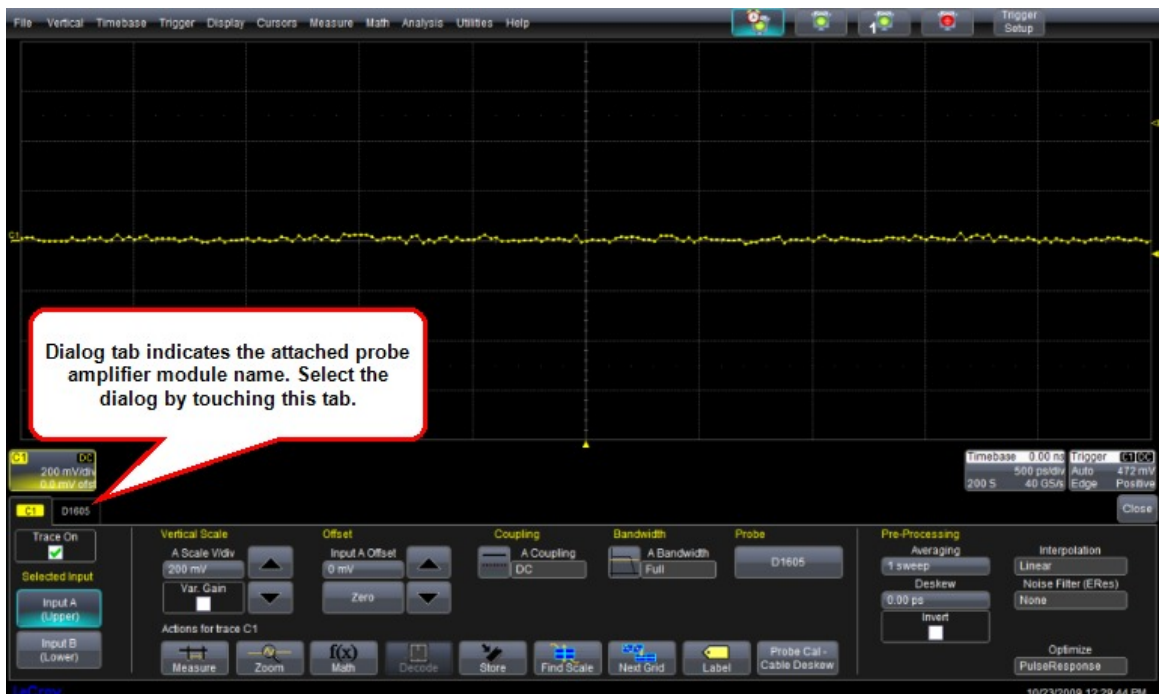 File Vertical Timebase Trigger Display Cursors Measure Math Analysis Utilities Help
1
Trigger
Setup
C1
Dialog tab indicates the attached probe
amplifier module name. Select the
dialog by touching this tab.
C1 DC
200 mV/div
0.0 mV ofst
Timebase 0.00 ns
500 ps/div
200 S 40 GS/s
Trigger C1 DC
Auto 472 mV
Edge Positive
C1 D1605
Close
Trace On
Selected Input
Input A
(Upper)
Input B
(Lower)
Vertical Scale
A Scale V/div
200 mV
Var. Gain
Offset
Input A Offset
0 mV
Zero
Coupling
A Coupling
DC
Bandwidth
A Bandwidth
Full
Probe
D1605
Actions for trace C1
Measure
Zoom
f(x)
Math
Decode
Store
Find Scale
Next Grid
Label
Probe Cal -
Cable Deskew
Pre-Processing
Averaging
1 sweep
Deskew
0.00 ps
Invert
Interpolation
Linear
Noise Filter (ERes)
None
Optimize
PulseResponse
LeCroy
10/23/2009 12:29:44 PM